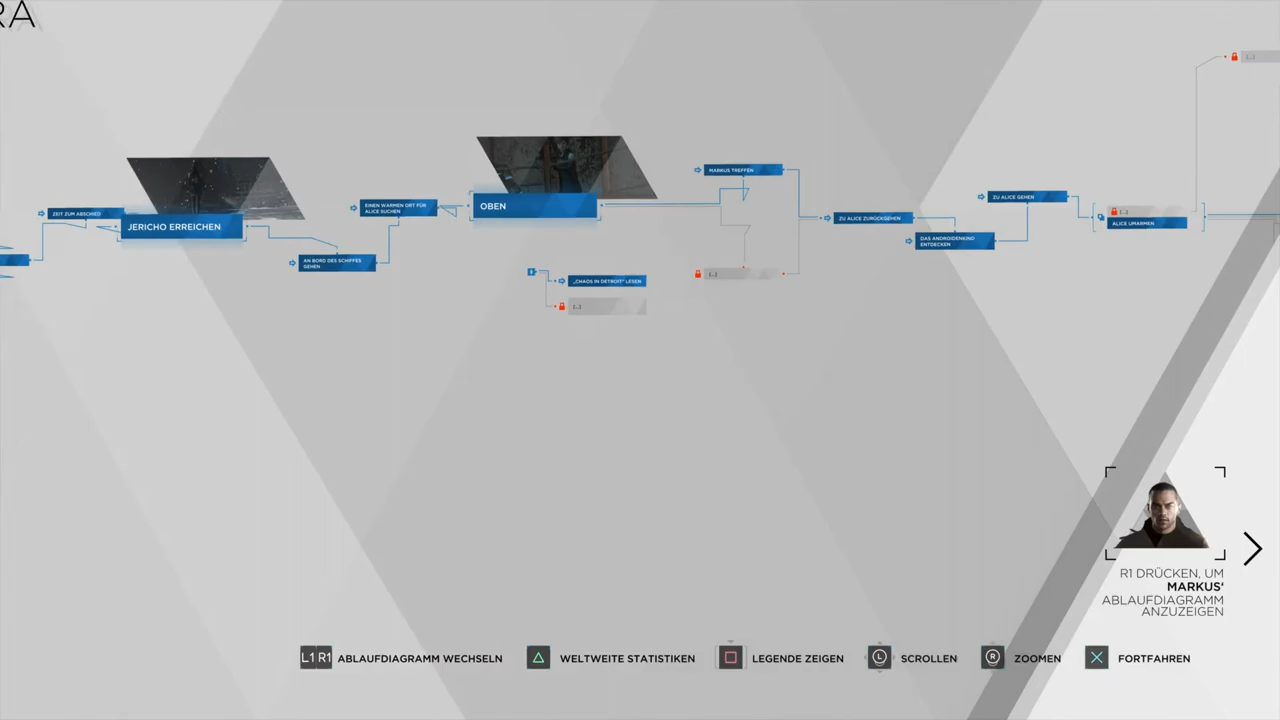 RA
[...]
MARKUS TREFFEN
ZU ALICE GEHEN
EINEN WARMEN ORT FÜR
ALICE SUCHEN
OBEN
ZEIT ZUM ABSCHIED
[...]
ZU ALICE ZURÜCKGEHEN
ALICE UMARMEN
JERICHO ERREICHEN
DAS ANDROIDENKIND
ENTDECKEN
AN BORD DES SCHIFFES
GEHEN
[...]
„CHAOS IN DETROIT" LESEN
[...]
R1 DRÜCKEN, UM
MARKUS‘
ABLAUFDIAGRAMM
ANZUZEIGEN
L1 R1 ABLAUFDIAGRAMM WECHSELN
WELTWEITE STATISTIKEN
LEGENDE ZEIGEN
L SCROLLEN
R ZOOMEN
FORTFAHREN